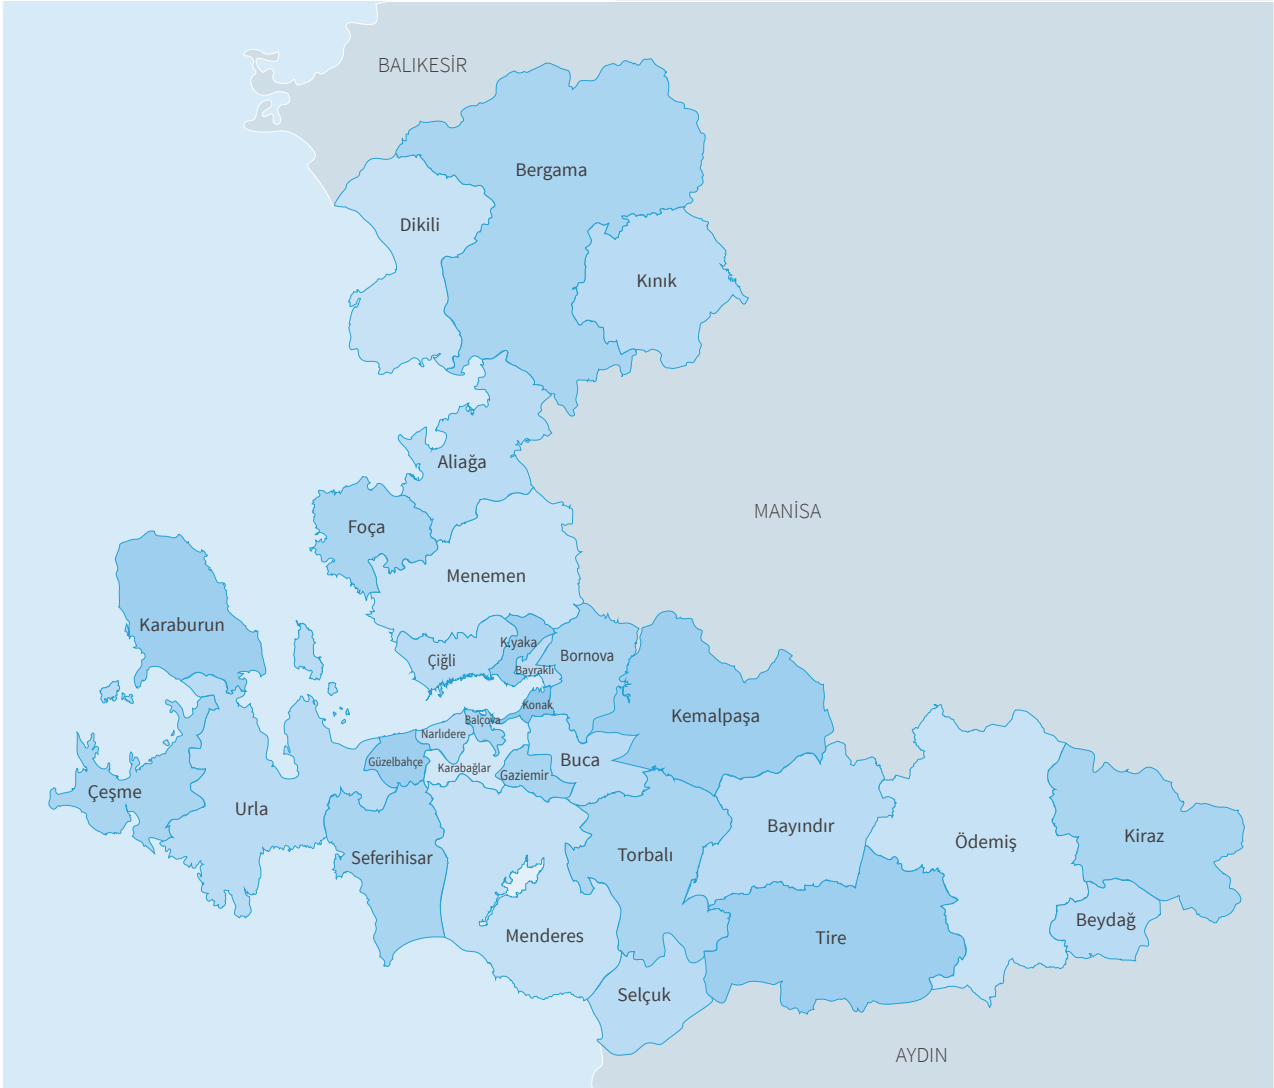 BALIKESİR
Bergama
Dikili
Kınık
Aliağa
MANİSA
Foça
Menemen
Karaburun
K.yaka
Çiğli
Bornova
Bayraklı
Konak
Kemalpaşa
Balçova
Narlıdere
Güzelbahçe
Buca
Karabağlar
Gaziemir
Çeşme
Urla
Bayındır
Kiraz
Ödemiş
Torbalı
Seferihisar
Beydağ
Menderes
Tire
Selçuk
AYDIN